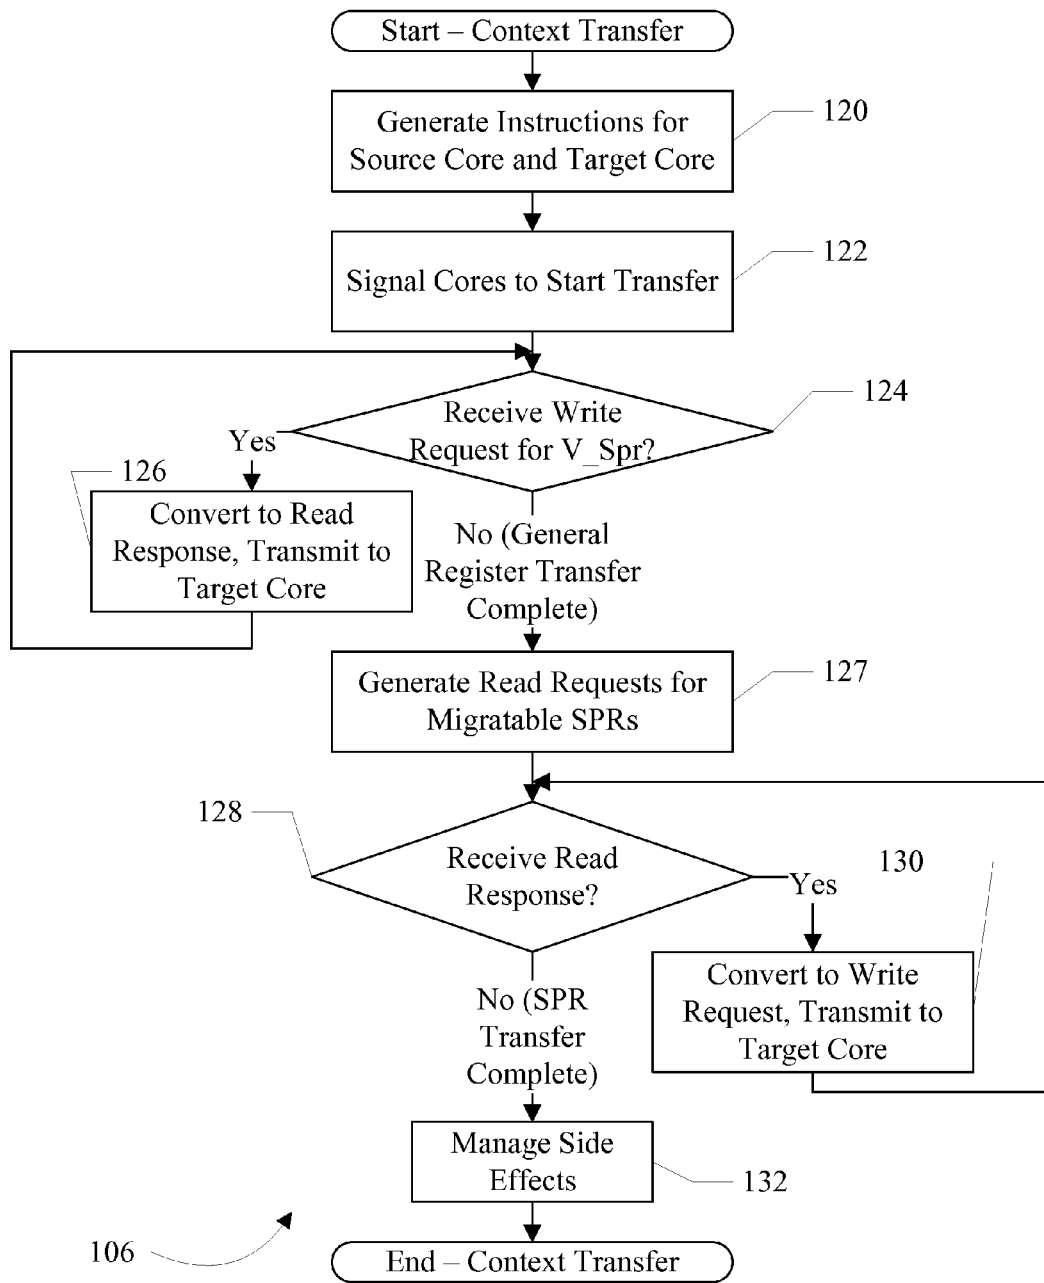 Start – Context Transfer
Generate Instructions for
Source Core and Target Core
120
Signal Cores to Start Transfer
122
Receive Write
Request for V_Spr?
124
Yes
126
Convert to Read
Response, Transmit to
Target Core
No (General
Register Transfer
Complete)
Generate Read Requests for
Migratable SPRs
127
128
Receive Read
Response?
130
Yes
Convert to Write
Request, Transmit to
Target Core
No (SPR
Transfer
Complete)
Manage Side
Effects
132
106
End – Context Transfer